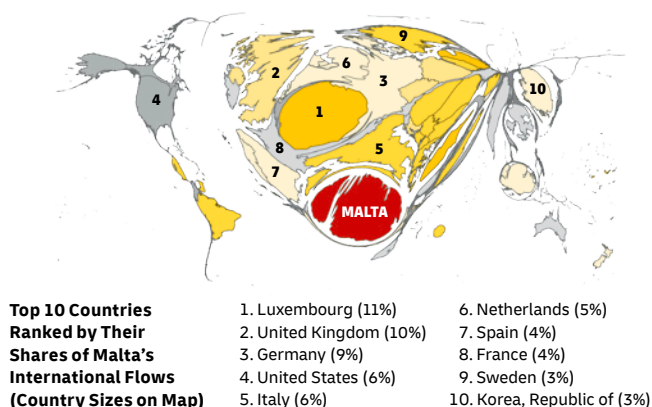 9
2
6
3
10
4
1
8
5
7
MALTA
Top 10 Countries
Ranked by Their
Shares of Malta's
International Flows
(Country Sizes on Map)
1. Luxembourg (11%)
2. United Kingdom (10%)
3. Germany (9%)
4. United States (6%)
5. Italy (6%)
6. Netherlands (5%)
7. Spain (4%)
8. France (4%)
9. Sweden (3%)
10. Korea, Republic of (3%)